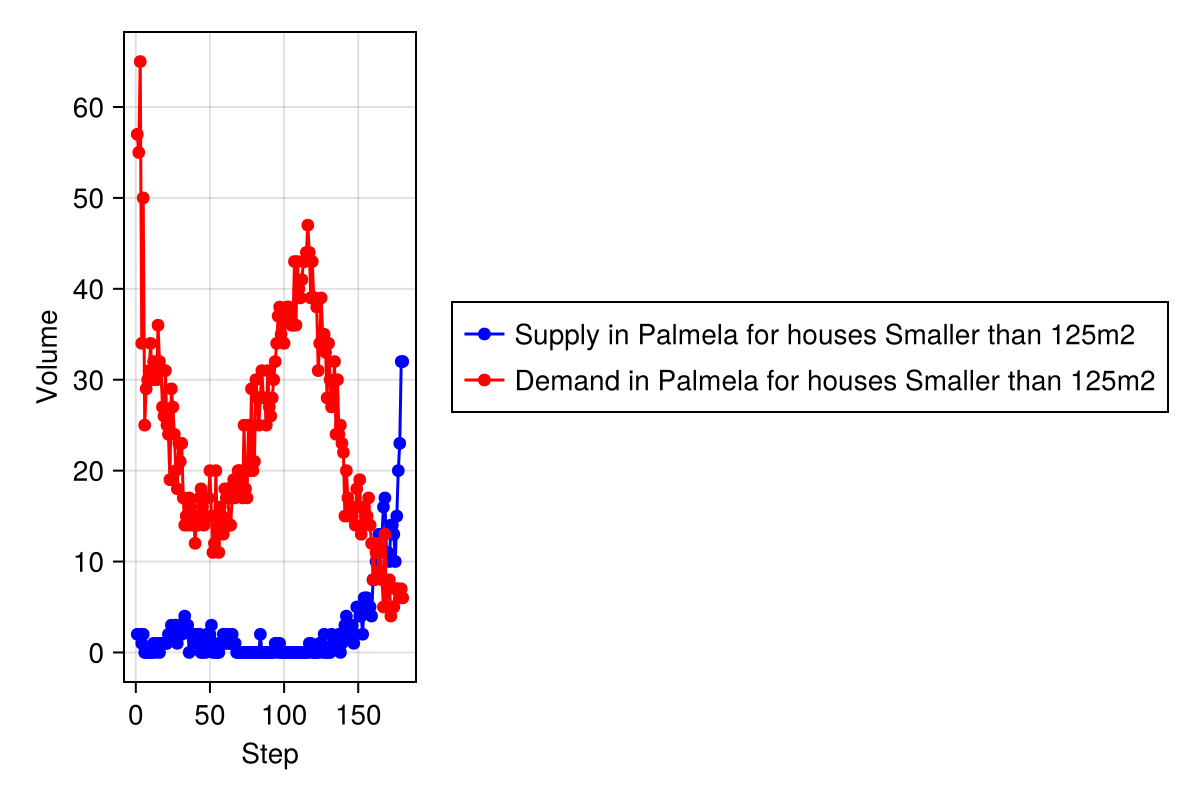 Volume
60
50
40
30
20
10
0
0 50 100 150
Step
Supply in Palmela for houses Smaller than 125m2
Demand in Palmela for houses Smaller than 125m2